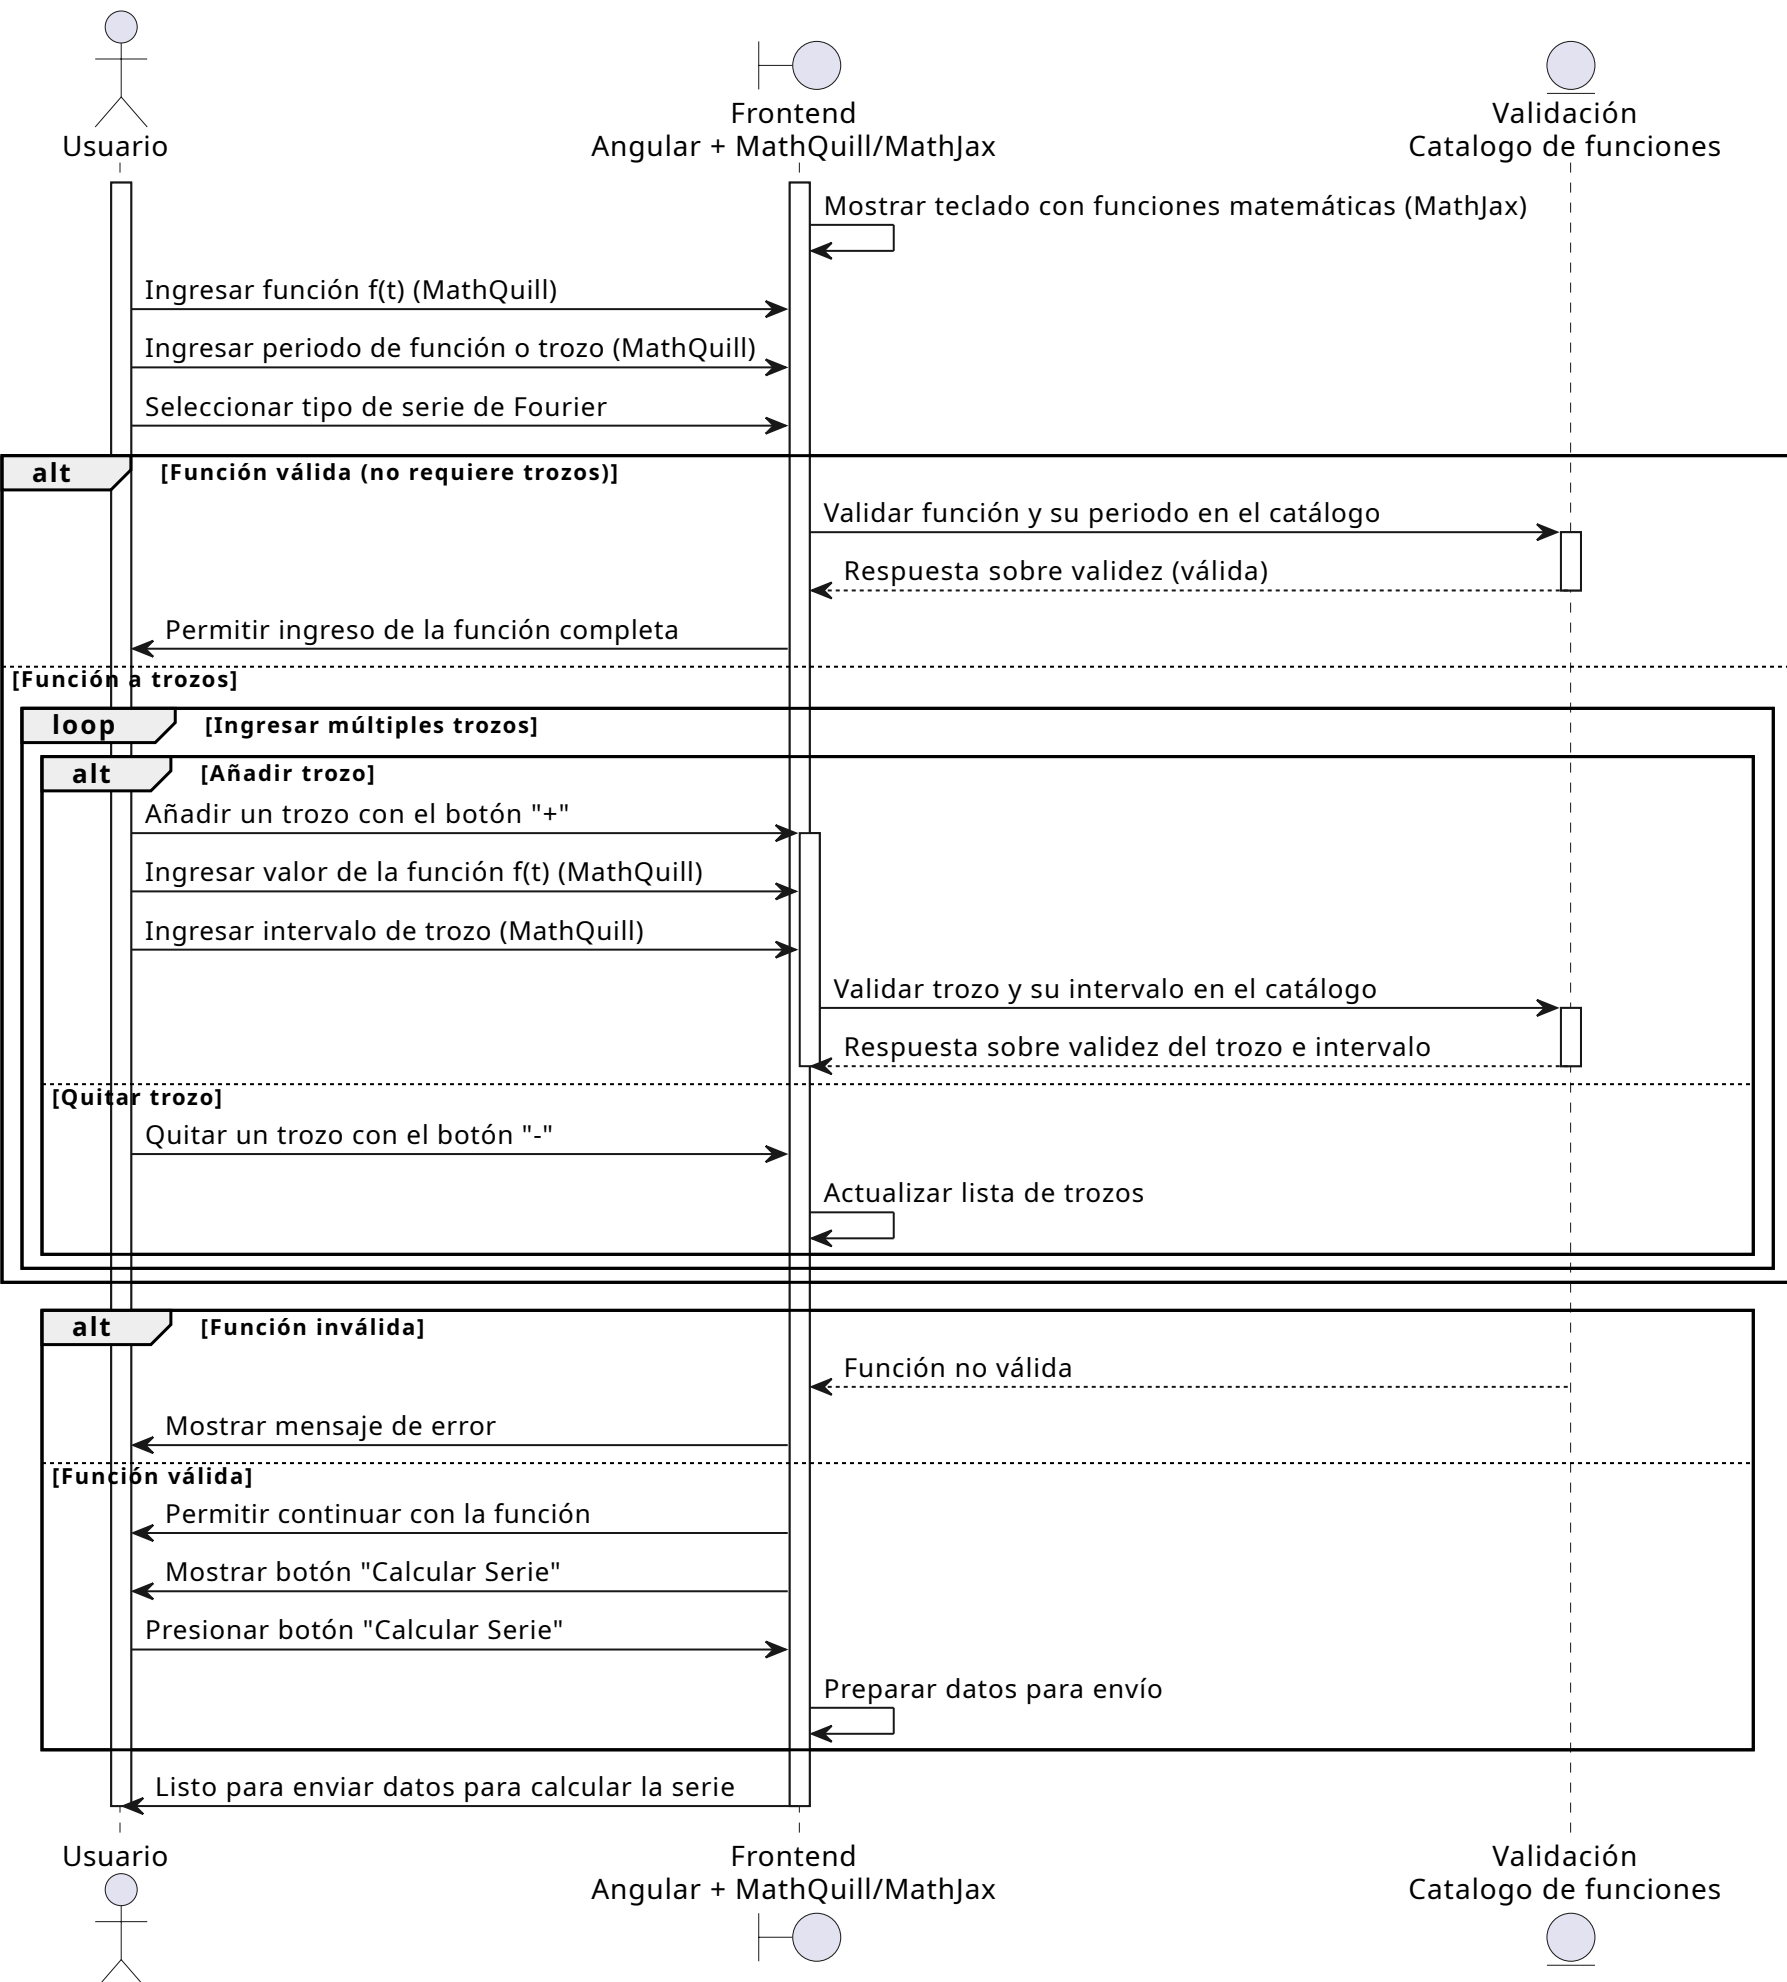 Usuario
Frontend
Angular + MathQuill/MathJax
Validación
Catalogo de funciones
Mostrar teclado con funciones matemáticas (MathJax)
Ingresar función f(t) (MathQuill)
Ingresar periodo de función o trozo (MathQuill)
Seleccionar tipo de serie de Fourier
alt [Función válida (no requiere trozos)]
Validar función y su periodo en el catálogo
Respuesta sobre validez (válida)
Permitir ingreso de la función completa
[Función a trozos]
loop [Ingresar múltiples trozos]
alt [Añadir trozo]
Añadir un trozo con el botón "+"
Ingresar valor de la función f(t) (MathQuill)
Ingresar intervalo de trozo (MathQuill)
Validar trozo y su intervalo en el catálogo
Respuesta sobre validez del trozo e intervalo
[Quitar trozo]
Quitar un trozo con el botón "-"
Actualizar lista de trozos
alt [Función inválida]
Función no válida
Mostrar mensaje de error
[Función válida]
Permitir continuar con la función
Mostrar botón "Calcular Serie"
Presionar botón "Calcular Serie"
Preparar datos para envío
Listo para enviar datos para calcular la serie
Usuario
Frontend
Angular + MathQuill/MathJax
Validación
Catalogo de funciones